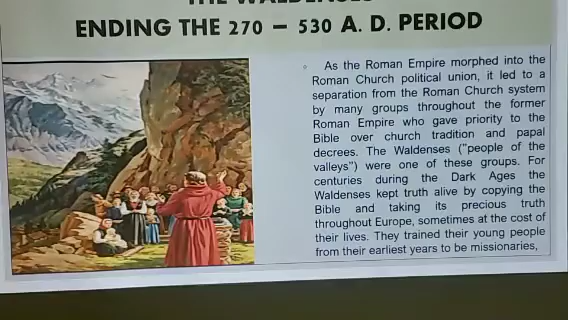 THE WALDENSES
ENDING THE 270 – 530 A. D. PERIOD
As the Roman Empire morphed into the
Roman Church political union, it led to a
separation from the Roman Church system
by many groups throughout the former
Roman Empire who gave priority to the
Bible over church tradition and papal
decrees. The Waldenses ("people of the
valleys") were one of these groups. For
centuries during the Dark Ages the
Waldenses kept truth alive by copying the
Bible and taking its precious truth
throughout Europe, sometimes at the cost of
their lives. They trained their young people
from their earliest years to be missionaries,